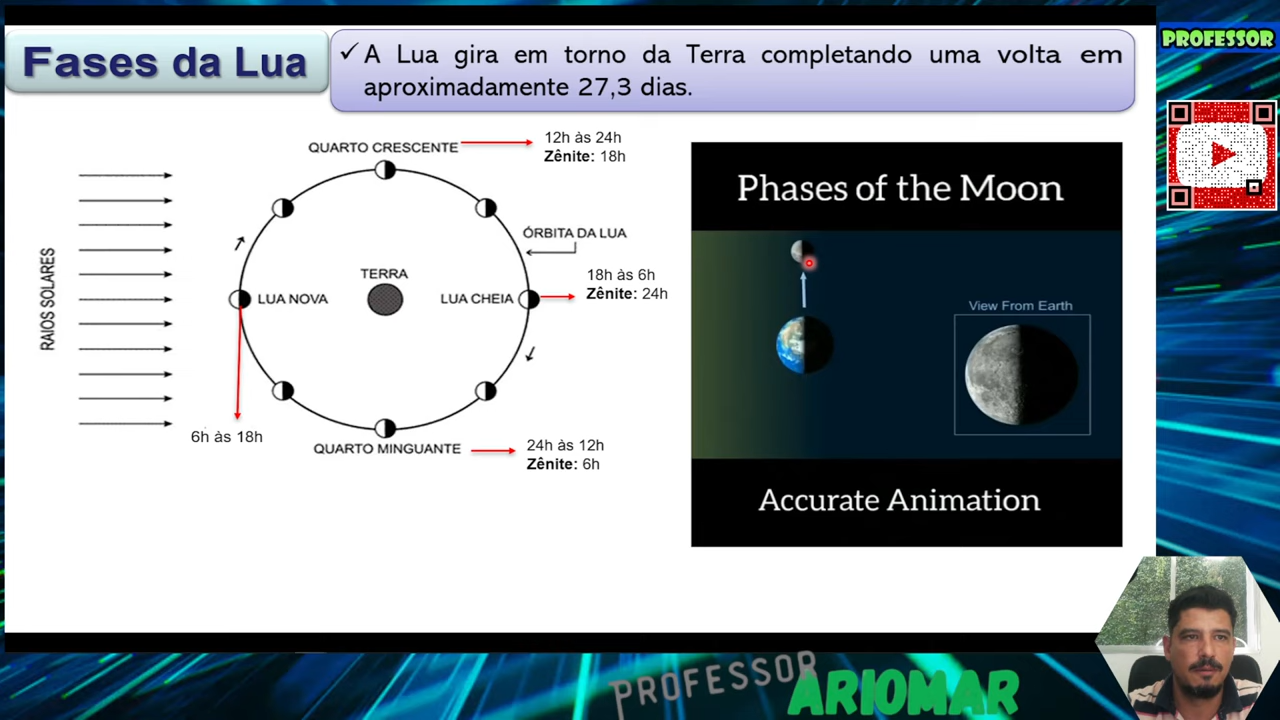 Fases da Lua
✓ A Lua gira em torno da Terra completando uma volta em
aproximadamente 27,3 dias.
PROFESSOR
QUARTO CRESCENTE
12h às 24h
Zênite: 18h
ÓRBITA DA LUA
RAIOS SOLARES
TERRA
LUA NOVA
LUA CHEIA
18h às 6h
Zênite: 24h
6h às 18h
QUARTO MINGUANTE
24h às 12h
Zênite: 6h
Phases of the Moon
View From Earth
Accurate Animation
PROFESSOR
ARIOMAR